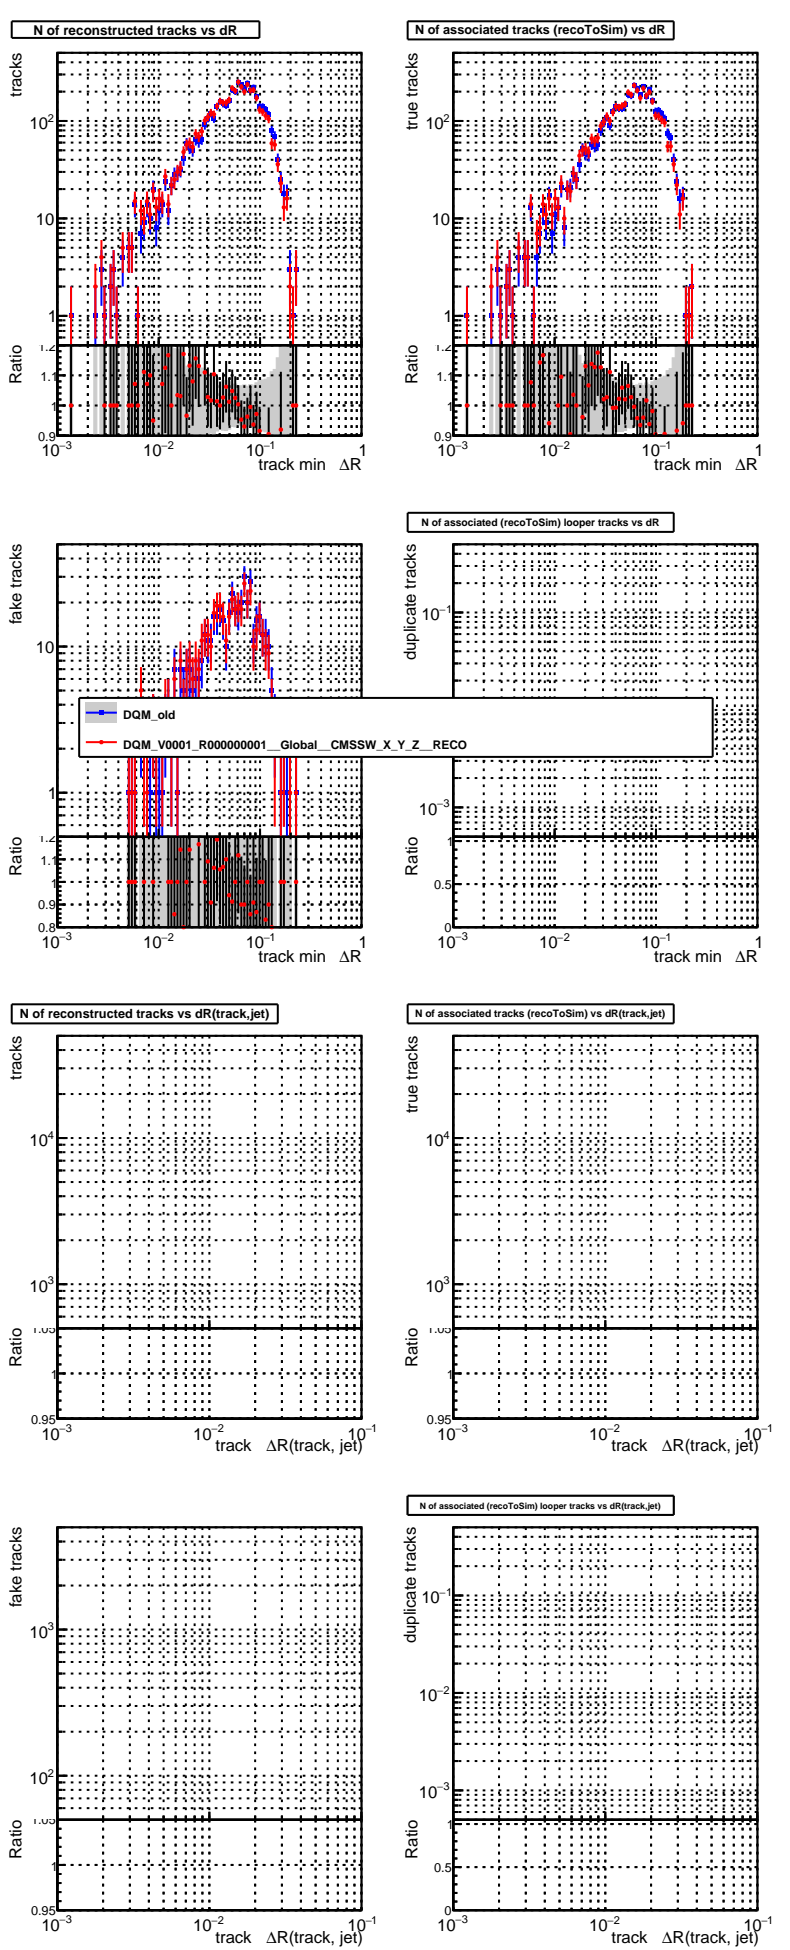 N of reconstructed tracks vs dR
N of associated tracks (recoToSim) vs dR
tracks
10²
10
1
true tracks
10²
10
1
Ratio
1.2
1.1
1
0.9
10⁻³
10⁻²
10⁻¹
1
track min ΔR
Ratio
1.2
1.1
1
0.9
10⁻³
10⁻²
10⁻¹
1
track min ΔR
N of associated (recoToSim) looper tracks vs dR
fake tracks
10
1
duplicate tracks
10⁻¹
10⁻³
DQM_old
DQM_V0001_R000000001__Global__CMSSW_X_Y_Z__RECO
Ratio
1.2
1.1
1
0.9
0.8
10⁻³
10⁻²
10⁻¹
1
track min ΔR
Ratio
1
0.5
0
10⁻³
10⁻²
10⁻¹
1
track min ΔR
N of reconstructed tracks vs dR(track,jet)
N of associated tracks (recoToSim) vs dR(track,jet)
tracks
10⁴
10³
true tracks
10⁴
10³
Ratio
1.05
1
0.95
10⁻³
10⁻²
10⁻¹
track ΔR(track, jet)
Ratio
1.05
1
0.95
10⁻³
10⁻²
10⁻¹
track ΔR(track, jet)
N of associated (recoToSim) looper tracks vs dR(track,jet)
fake tracks
10³
10²
duplicate tracks
10⁻¹
10⁻²
10⁻³
Ratio
1.05
1
0.95
10⁻³
10⁻²
10⁻¹
track ΔR(track, jet)
Ratio
1
0.5
0
10⁻³
10⁻²
10⁻¹
track ΔR(track, jet)